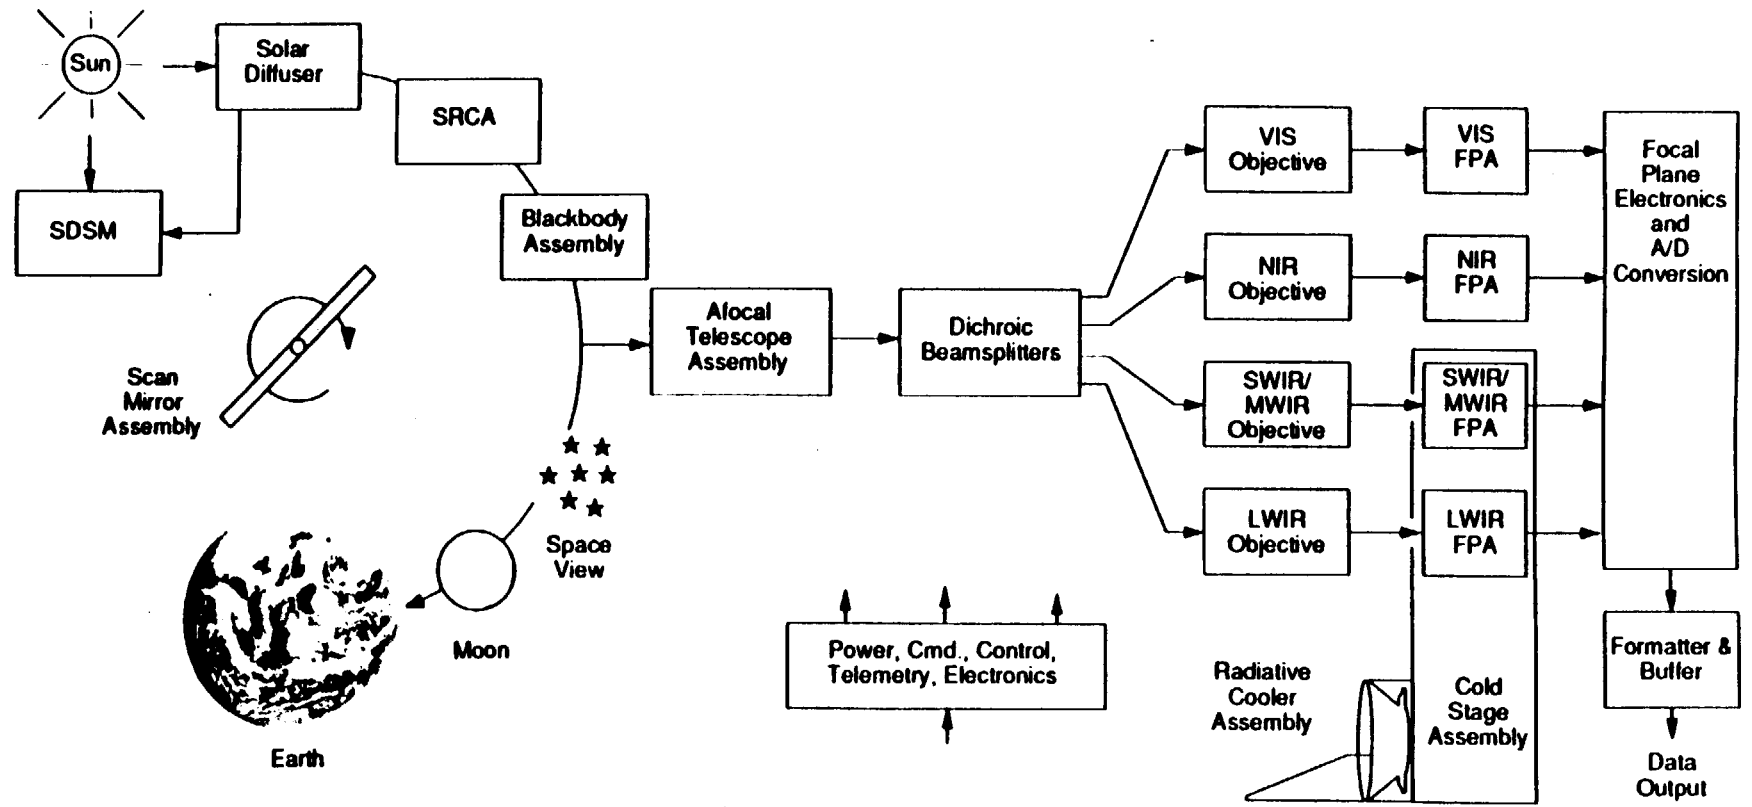 Sun
Solar
Diffuser
SRCA
SDSM
Blackbody
Assembly
Scan
Mirror
Assembly
Afocal
Telescope
Assembly
Dichroic
Beamsplitters
VIS
Objective
VIS
FPA
NIR
Objective
NIR
FPA
SWIR/
MWIR
Objective
SWIR/
MWIR
FPA
LWIR
Objective
LWIR
FPA
Focal
Plane
Electronics
and
A/D
Conversion
Space
View
Moon
Earth
Power, Cmd., Control,
Telemetry, Electronics
Radiative
Cooler
Assembly
Cold
Stage
Assembly
Formatter &
Buffer
Data
Output